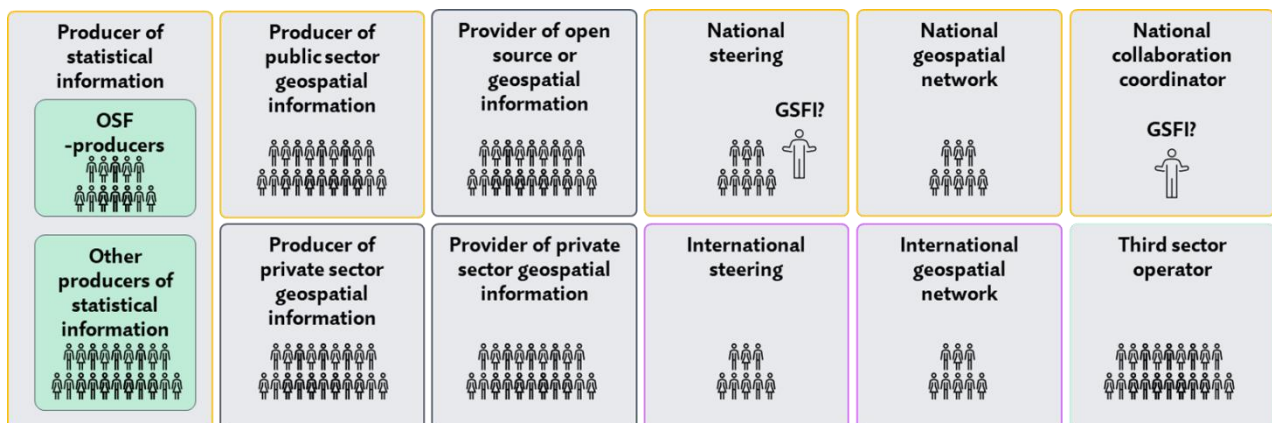 Producer of
statistical
information
OSF
-producers
Other
producers of
statistical
information
Producer of
public sector
geospatial
information
Provider of open
source or
geospatial
information
National
steering
GSFI?
National
geospatial
network
National
collaboration
coordinator
GSFI?
Producer of
private sector
geospatial
information
Provider of private
sector geospatial
information
International
steering
International
geospatial
network
Third sector
operator